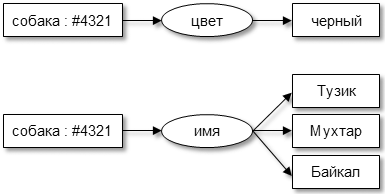 собака : #4321
цвет
черный
собака : #4321
имя
Тузик
Мухтар
Байкал